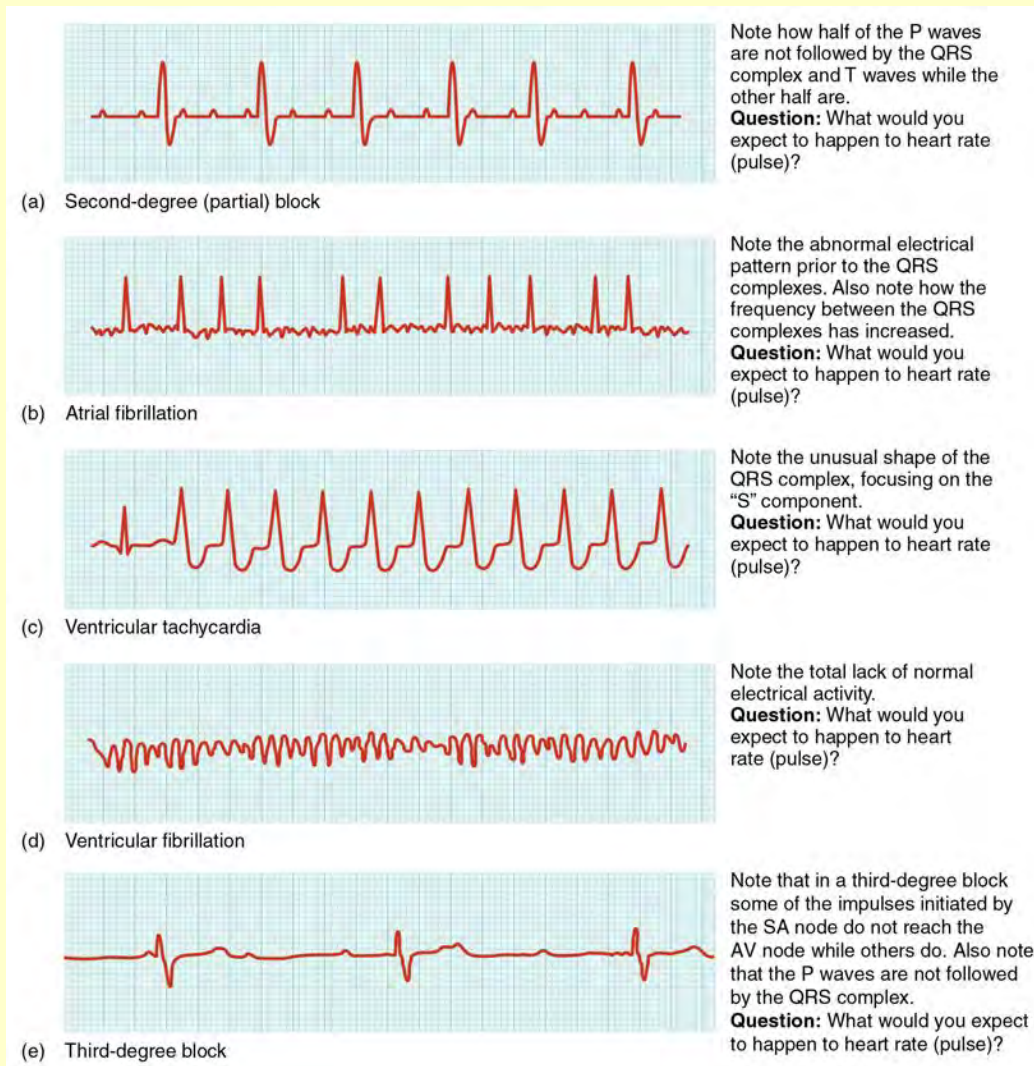 Note how half of the P waves
are not followed by the QRS
complex and T waves while the
other half are.
Question: What would you
expect to happen to heart rate
(pulse)?
(a) Second-degree (partial) block
Note the abnormal electrical
pattern prior to the QRS
complexes. Also note how the
frequency between the QRS
complexes has increased.
Question: What would you
expect to happen to heart rate
(pulse)?
(b) Atrial fibrillation
Note the unusual shape of the
QRS complex, focusing on the
“S” component.
Question: What would you
expect to happen to heart rate
(pulse)?
(c) Ventricular tachycardia
Note the total lack of normal
electrical activity.
Question: What would you
expect to happen to heart
rate (pulse)?
(d) Ventricular fibrillation
Note that in a third-degree block
some of the impulses initiated by
the SA node do not reach the
AV node while others do. Also note
that the P waves are not followed
by the QRS complex.
Question: What would you expect
to happen to heart rate (pulse)?
(e) Third-degree block